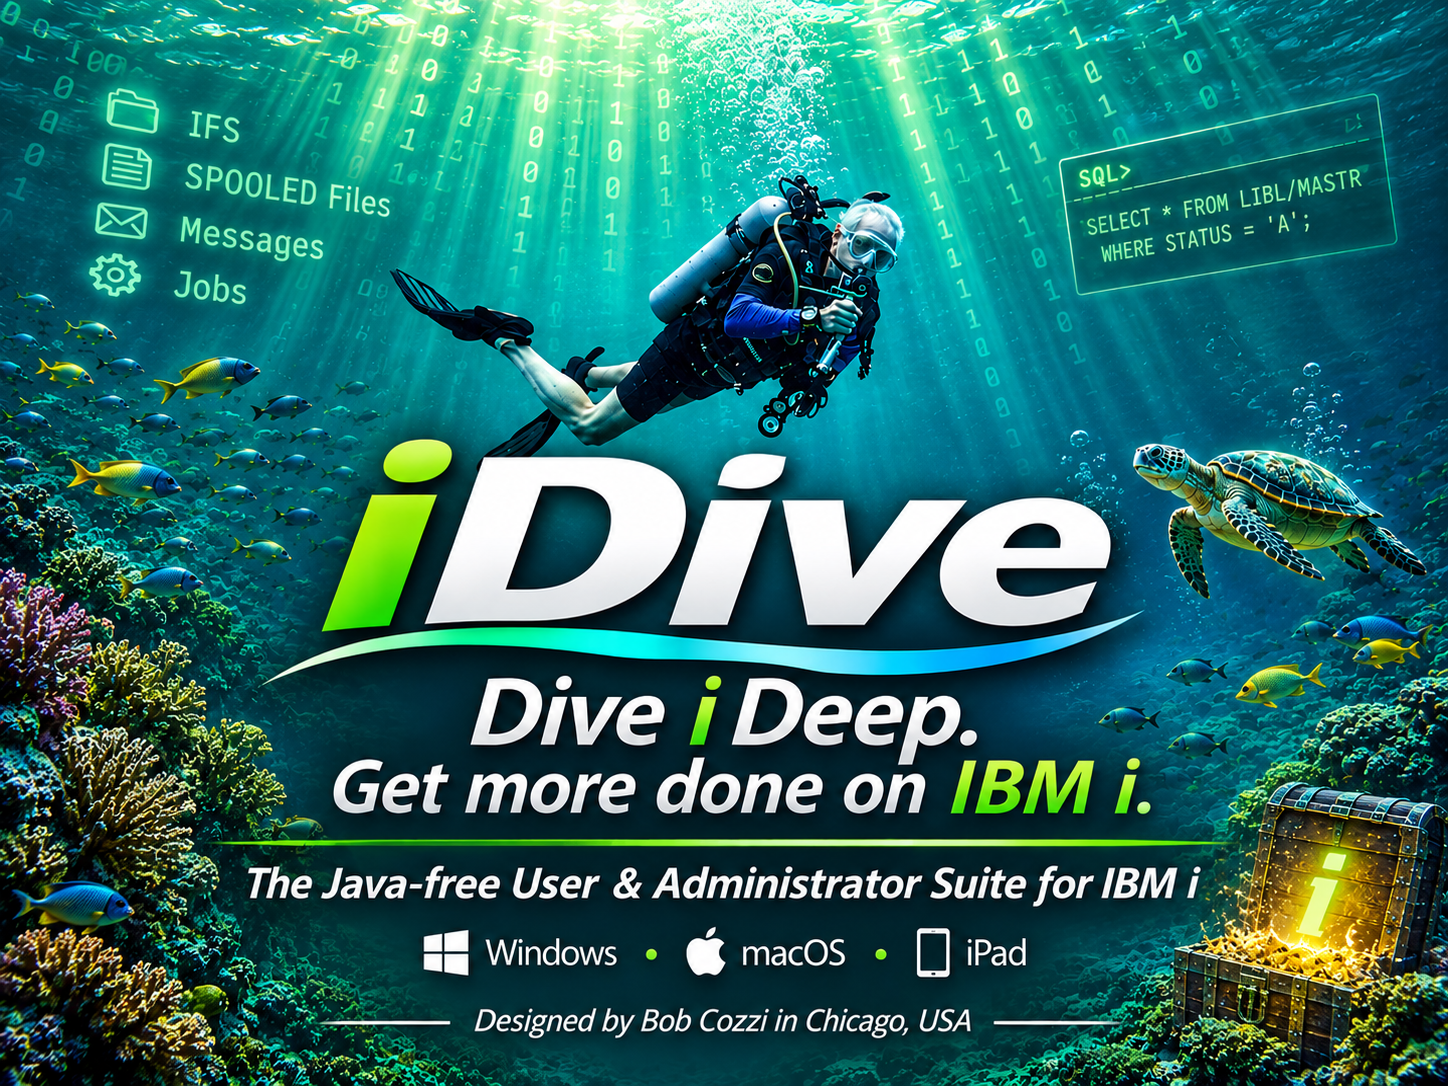 IFS
SPOOLED Files
Messages
Jobs
SQL>
SELECT * FROM LIBL/MASTR
WHERE STATUS = 'A';
iDive
Dive i Deep.
Get more done on IBM i.
The Java-free User & Administrator Suite for IBM i
Windows • macOS • iPad
Designed by Bob Cozzi in Chicago, USA
i